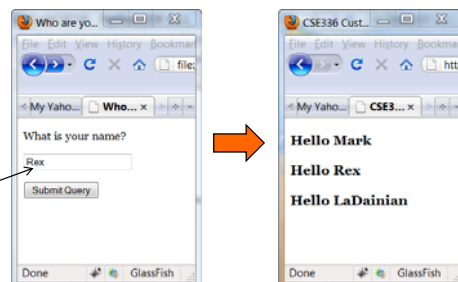 Who are yo...
File Edit View History Bookmar
file:
My Yaho... Who... ×
What is your name?
Rex
Submit Query
Done GlassFish
CSE336 Cust...
File Edit View History Bookma
htt
My Yaho... CSE3... ×
Hello Mark
Hello Rex
Hello LaDainian
Done GlassFish